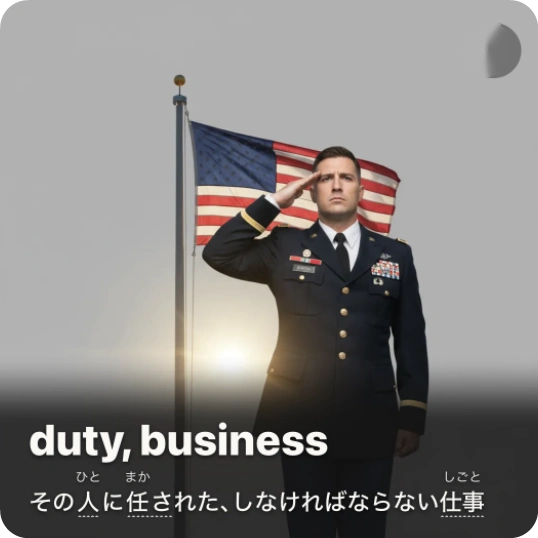 duty, business
ひと まか しごと
その人に任された、しなければならない仕事